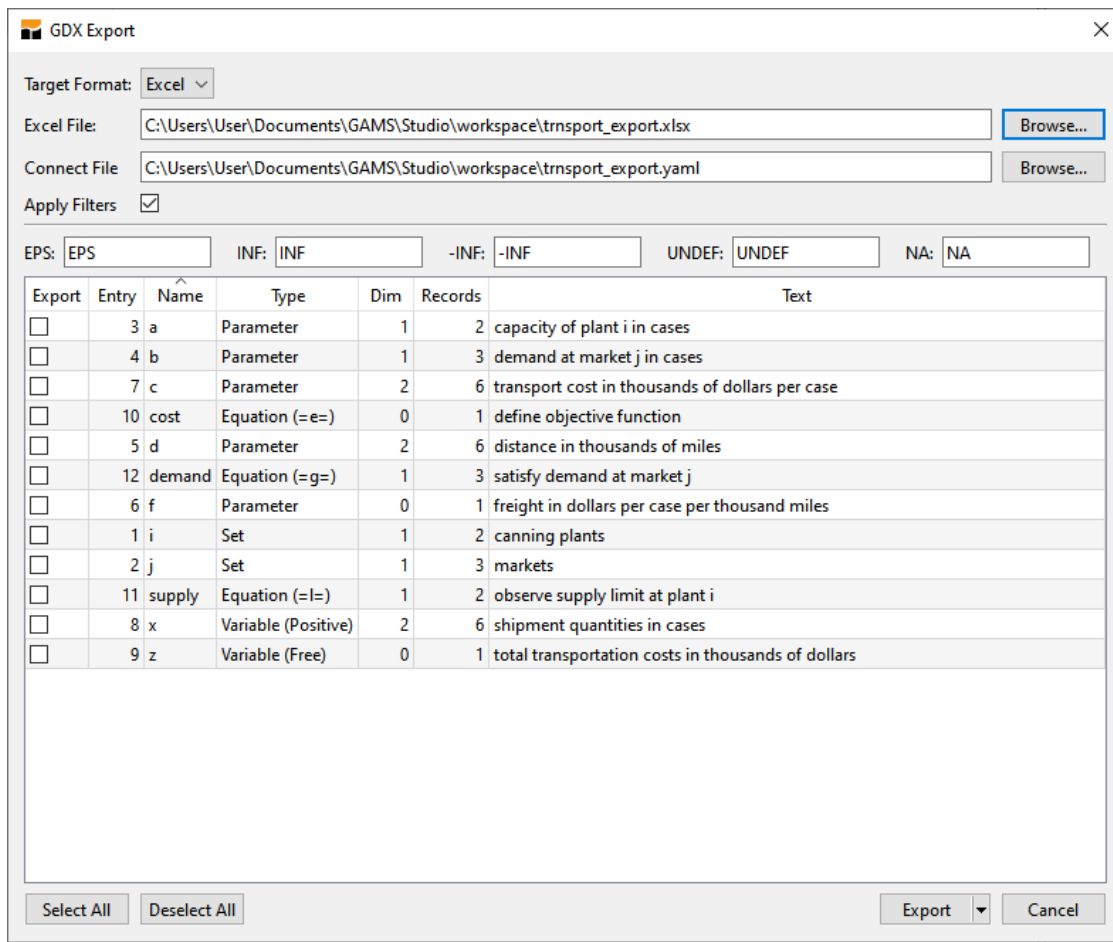 GDX Export
Target Format: Excel
Excel File: C:\Users\User\Documents\GAMS\Studio\workspace\trnsport_export.xlsx Browse...
Connect File C:\Users\User\Documents\GAMS\Studio\workspace\trnsport_export.yaml Browse...
Apply Filters
EPS: EPS INF: INF -INF: -INF UNDEF: UNDEF NA: NA
Export Entry Name Type Dim Records Text
3 a Parameter 1 2 capacity of plant i in cases
4 b Parameter 1 3 demand at market j in cases
7 c Parameter 2 6 transport cost in thousands of dollars per case
10 cost Equation (=e=) 0 1 define objective function
5 d Parameter 2 6 distance in thousands of miles
12 demand Equation (=g=) 1 3 satisfy demand at market j
6 f Parameter 0 1 freight in dollars per case per thousand miles
1 i Set 1 2 canning plants
2 j Set 1 3 markets
11 supply Equation (=l=) 1 2 observe supply limit at plant i
8 x Variable (Positive) 2 6 shipment quantities in cases
9 z Variable (Free) 0 1 total transportation costs in thousands of dollars
Select All Deselect All Export Cancel